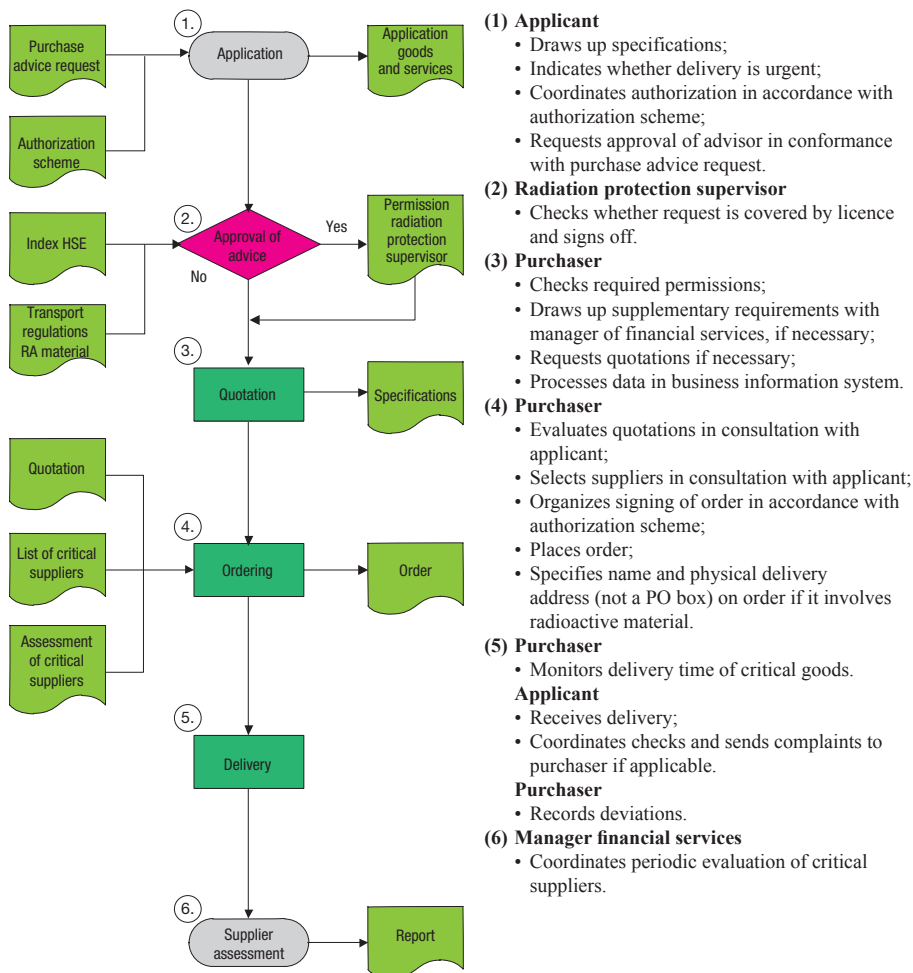 1.
Purchase
advice request
Application
Application
goods
and services
Authorization
scheme
2.
Index HSE
Approval of
advice
Yes
No
Permission
radiation
protection
supervisor
Transport
regulations
RA material
3.
Quotation
Specifications
Quotation
4.
List of critical
suppliers
Ordering
Order
Assessment
of critical
suppliers
5.
Delivery
6.
Supplier
assessment
Report
(1) Applicant
• Draws up specifications;
• Indicates whether delivery is urgent;
• Coordinates authorization in accordance with
authorization scheme;
• Requests approval of advisor in conformance
with purchase advice request.
(2) Radiation protection supervisor
• Checks whether request is covered by licence
and signs off.
(3) Purchaser
• Checks required permissions;
• Draws up supplementary requirements with
manager of financial services, if necessary;
• Requests quotations if necessary;
• Processes data in business information system.
(4) Purchaser
• Evaluates quotations in consultation with
applicant;
• Selects suppliers in consultation with applicant;
• Organizes signing of order in accordance with
authorization scheme;
• Places order;
• Specifies name and physical delivery
address (not a PO box) on order if it involves
radioactive material.
(5) Purchaser
• Monitors delivery time of critical goods.
Applicant
• Receives delivery;
• Coordinates checks and sends complaints to
purchaser if applicable.
Purchaser
• Records deviations.
(6) Manager financial services
• Coordinates periodic evaluation of critical
suppliers.